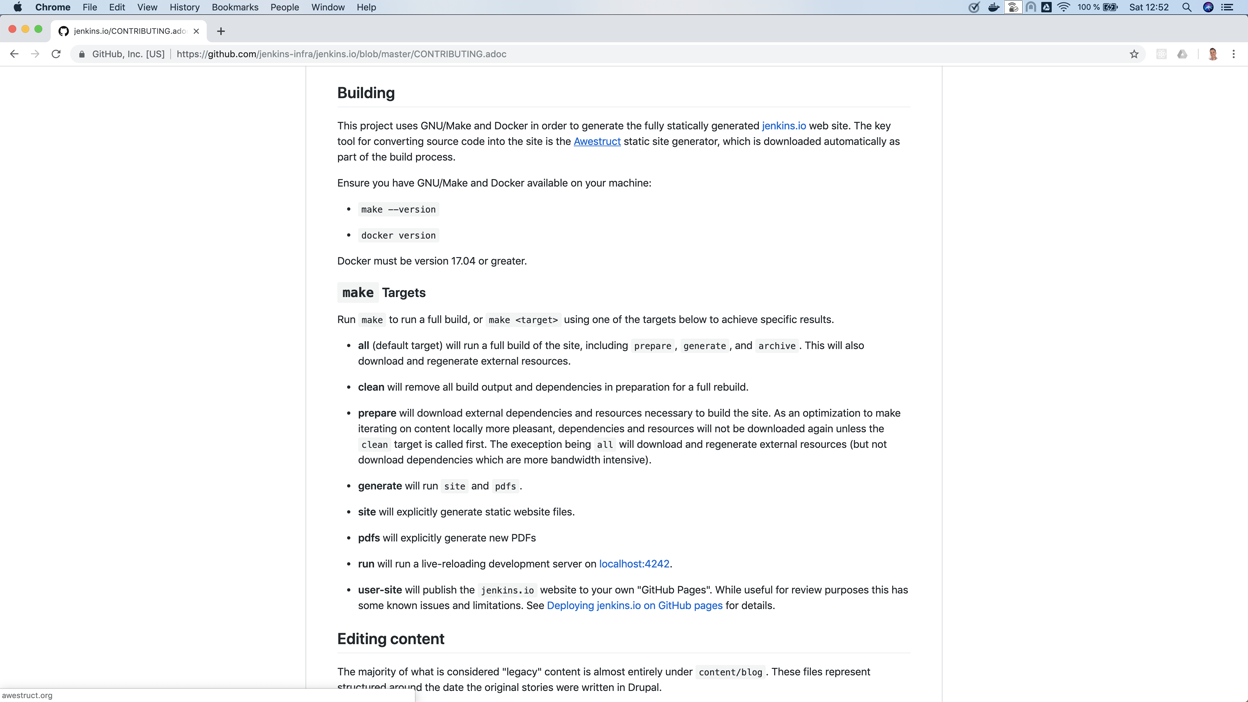 Chrome File Edit View History Bookmarks People Window Help 100 % Sat 12:52
jenkins.io/CONTRIBUTING.ado
GitHub, Inc. [US] | https://github.com/jenkins-infra/jenkins.io/blob/master/CONTRIBUTING.adoc
Building
This project uses GNU/Make and Docker in order to generate the fully statically generated jenkins.io web site. The key
tool for converting source code into the site is the Awestruct static site generator, which is downloaded automatically as
part of the build process.
Ensure you have GNU/Make and Docker available on your machine:
• make --version
• docker version
Docker must be version 17.04 or greater.
make Targets
Run make to run a full build, or make <target> using one of the targets below to achieve specific results.
• all (default target) will run a full build of the site, including prepare, generate, and archive. This will also
download and regenerate external resources.
• clean will remove all build output and dependencies in preparation for a full rebuild.
• prepare will download external dependencies and resources necessary to build the site. As an optimization to make
iterating on content locally more pleasant, dependencies and resources will not be downloaded again unless the
clean target is called first. The exeception being all will download and regenerate external resources (but not
download dependencies which are more bandwidth intensive).
• generate will run site and pdfs.
• site will explicitly generate static website files.
• pdfs will explicitly generate new PDFs
• run will run a live-reloading development server on localhost:4242.
• user-site will publish the jenkins.io website to your own "GitHub Pages". While useful for review purposes this has
some known issues and limitations. See Deploying jenkins.io on GitHub pages for details.
Editing content
The majority of what is considered "legacy" content is almost entirely under content/blog. These files represent
structured around the date the original stories were written in Drupal.
awestruct.org